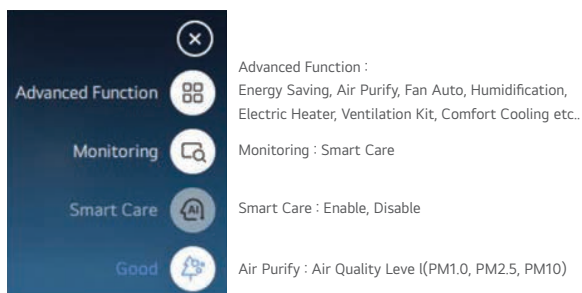 Advanced Function
Advanced Function :
Energy Saving, Air Purify, Fan Auto, Humidification,
Electric Heater, Ventilation Kit, Comfort Cooling etc..
Monitoring
Monitoring : Smart Care
Smart Care
AI
Smart Care : Enable, Disable
Good
Air Purify : Air Quality Leve l(PM1.0, PM2.5, PM10)